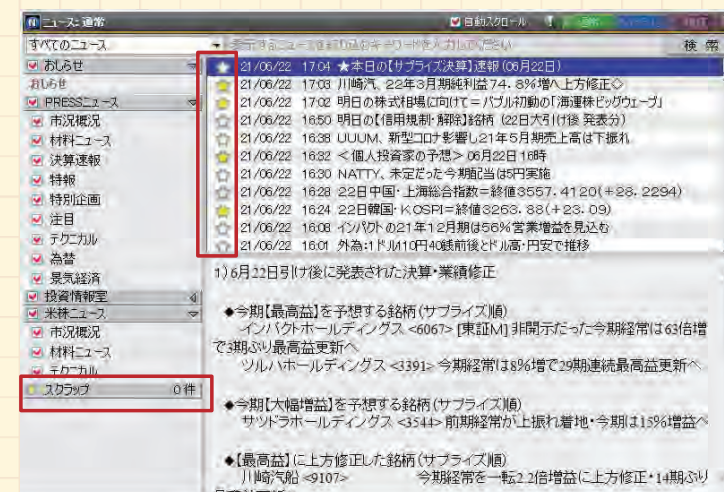 ニュース:通常
自動スクロール
すべてのニュース
検 索
おしらせ
おしらせ
PRESSニュース
市況概況
材料ニュース
決算速報
特報
特別企画
注目
テクニカル
為替
景気経済
投資情報室
米株ニュース
市況概況
材料ニュース
テクニカル
スクラップ 0件
21/06/22 17:04 ★本日の【サプライズ決算】速報(06月22日)
21/06/22 17:03 川崎汽、22年3月期純利益74.8%増へ上方修正◇
21/06/22 17:02 明日の株式相場に向けて=バブル初動の「海運株ビッグウェーブ」
21/06/22 16:50 明日の【信用規制・解除】銘柄 (22日大引け後 発表分)
21/06/22 16:38 UUUM、新型コロナ影響し21年5月期売上高は下振れ
21/06/22 16:32 <個人投資家の予想> 06月22日 16時
21/06/22 16:30 NATTY、未定だった今期配当は5円実施
21/06/22 16:28 22日中国・上海総合指数=終値3557.4120(+28.2294)
21/06/22 16:24 22日韓国・KOSPI=終値3263.88(+23.09)
21/06/22 16:08 インパクトの21年12月期は56%営業増益を見込む
21/06/22 16:01 外為:1ドル110円40銭前後とドル高・円安で推移
1)6月22日引け後に発表された決算・業績修正
◆今期【最高益】を予想する銘柄(サプライズ順)
インパクトホールディングス <6067> [東証M] 非開示だった今期経常は63倍増
で3期ぶり最高益更新へ
ツルハホールディングス <3391> 今期経常は8%増で29期連続最高益更新へ
◆今期【大幅増益】を予想する銘柄(サプライズ順)
サツドラホールディングス <3544> 前期経常が上振れ着地・今期は15%増益へ
◆【最高益】に上方修正した銘柄(サプライズ順)
川崎汽船 <9107> 今期経常を一転2.2倍増益に上方修正・14期ぶり